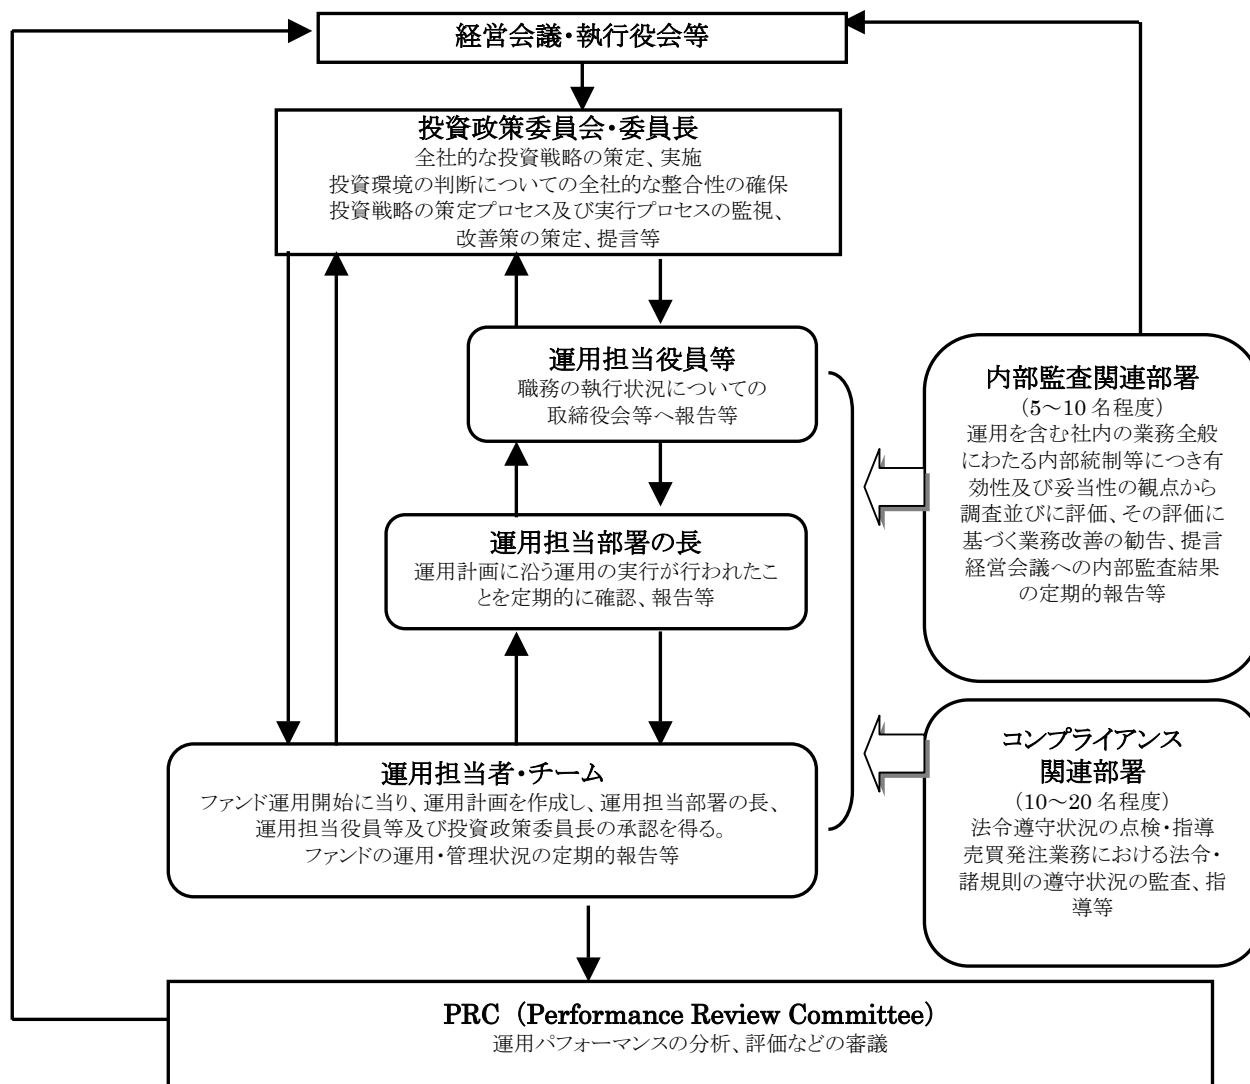 経営会議・執行役会等
投資政策委員会・委員長
全社的な投資戦略の策定、実施
投資環境の判断についての全社的な整合性の確保
投資戦略の策定プロセス及び実行プロセスの監視、
改善策の策定、提言等
運用担当役員等
職務の執行状況についての
取締役会等へ報告等
運用担当部署の長
運用計画に沿う運用の実行が行われたこ
とを定期的に確認、報告等
運用担当者・チーム
ファンド運用開始に当り、運用計画を作成し、運用担当部署の長、
運用担当役員等及び投資政策委員長の承認を得る。
ファンドの運用・管理状況の定期的報告等
内部監査関連部署
(5～10 名程度)
運用を含む社内の業務全般
にわたる内部統制等につき有
効性及び妥当性の観点から
調査並びに評価、その評価に
基づく業務改善の勧告、提言
経営会議への内部監査結果
の定期的報告等
コンプライアンス
関連部署
(10～20 名程度)
法令遵守状況の点検・指導
売買発注業務における法令・
諸規則の遵守状況の監査、指
導等
PRC (Performance Review Committee)
運用パフォーマンスの分析、評価などの審議